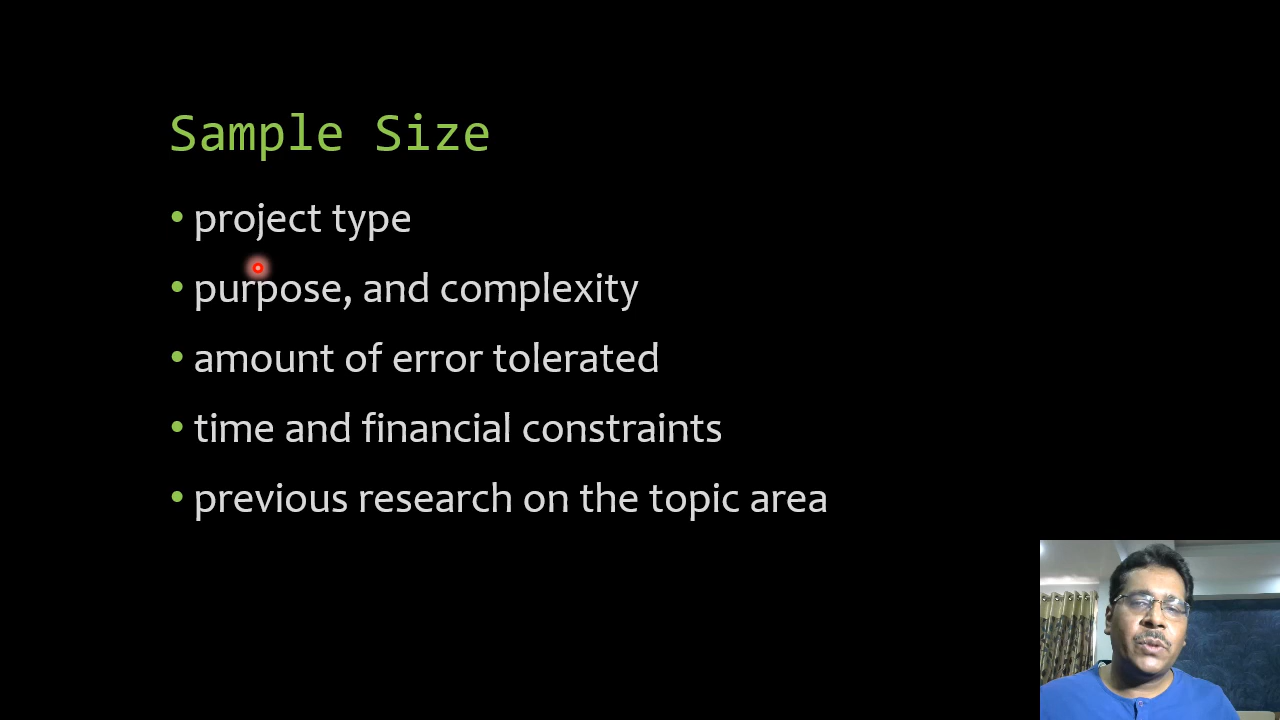 Sample Size
• project type
• purpose, and complexity
• amount of error tolerated
• time and financial constraints
• previous research on the topic area